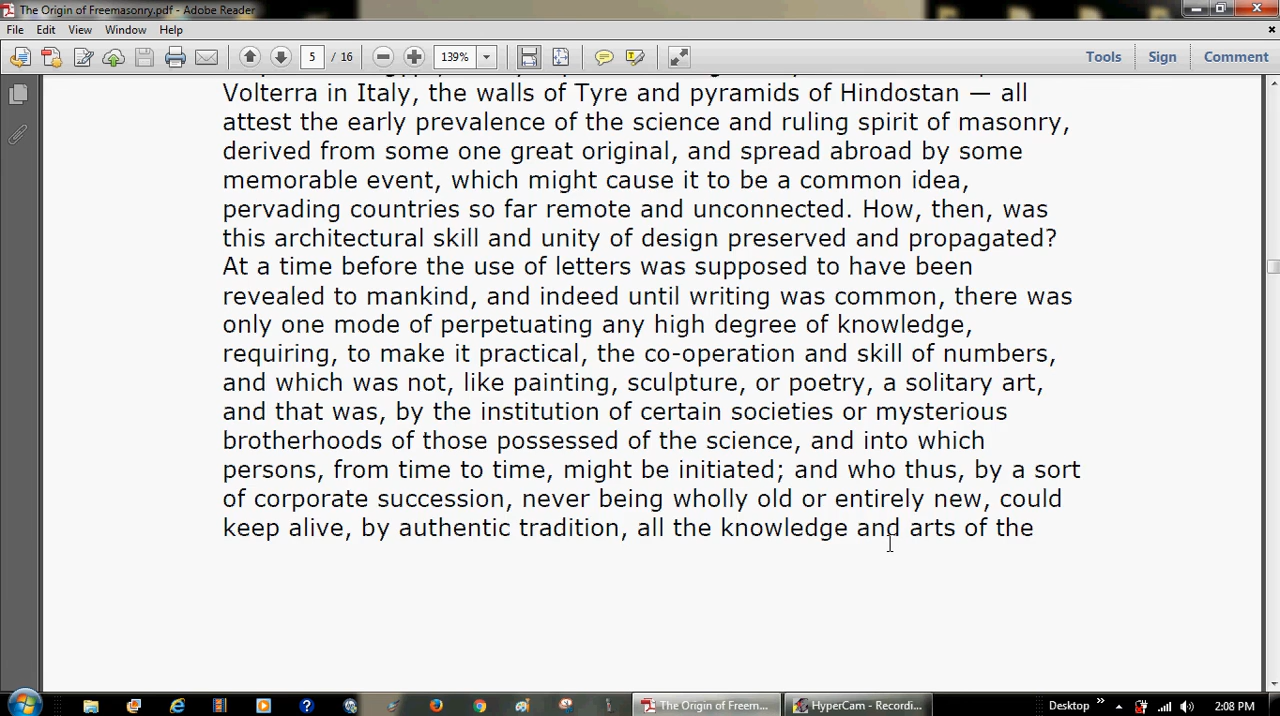 The Origin of Freemasonry.pdf - Adobe Reader
File Edit View Window Help
5 / 16 139% Tools Sign Comment
Volterra in Italy, the walls of Tyre and pyramids of Hindostan — all
attest the early prevalence of the science and ruling spirit of masonry,
derived from some one great original, and spread abroad by some
memorable event, which might cause it to be a common idea,
pervading countries so far remote and unconnected. How, then, was
this architectural skill and unity of design preserved and propagated?
At a time before the use of letters was supposed to have been
revealed to mankind, and indeed until writing was common, there was
only one mode of perpetuating any high degree of knowledge,
requiring, to make it practical, the co-operation and skill of numbers,
and which was not, like painting, sculpture, or poetry, a solitary art,
and that was, by the institution of certain societies or mysterious
brotherhoods of those possessed of the science, and into which
persons, from time to time, might be initiated; and who thus, by a sort
of corporate succession, never being wholly old or entirely new, could
keep alive, by authentic tradition, all the knowledge and arts of the
The Origin of Freem... HyperCam - Recordi... Desktop 2:08 PM